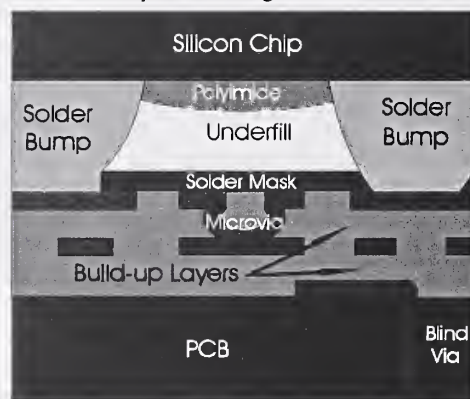 Silicon Chip
Polyimide
Solder
Bump
Underfill
Solder
Bump
Solder Mask
Microvia
Build-up Layers
PCB
Blind
Via